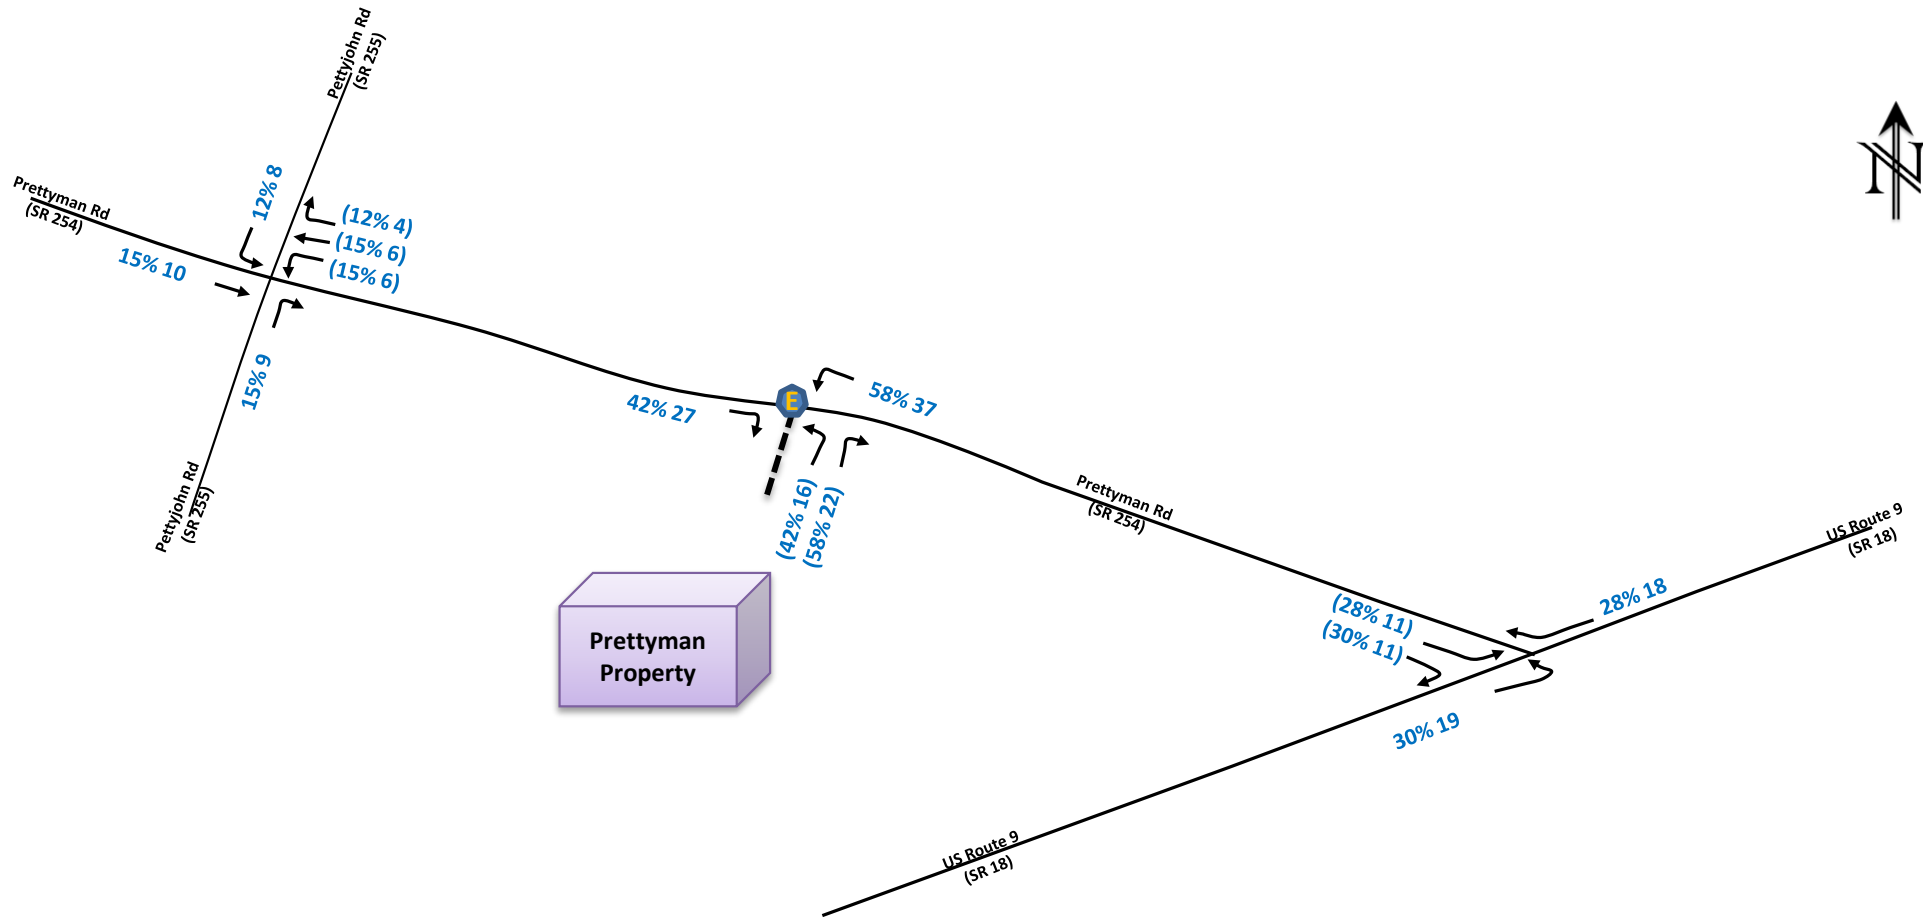 Pettyjohn Rd
(SR 255)
N
Prettyman Rd
(SR 254)
12% 8
(12% 4)
(15% 6)
(15% 6)
15% 10
15% 9
E
58% 37
42% 27
Pettyjohn Rd
(SR 255)
(42% 16)
(58% 22)
Prettyman Rd
(SR 254)
US Route 9
(SR 18)
Prettyman
Property
(28% 11)
(30% 11)
28% 18
30% 19
US Route 9
(SR 18)